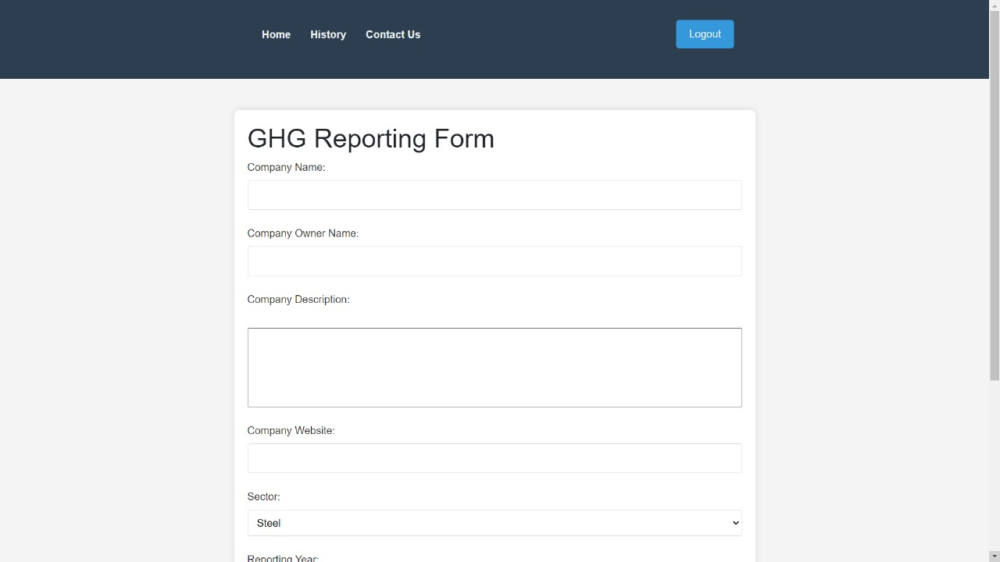 Home History Contact Us Logout
GHG Reporting Form
Company Name:
Company Owner Name:
Company Description:
Company Website:
Sector:
Steel
Reporting Year: